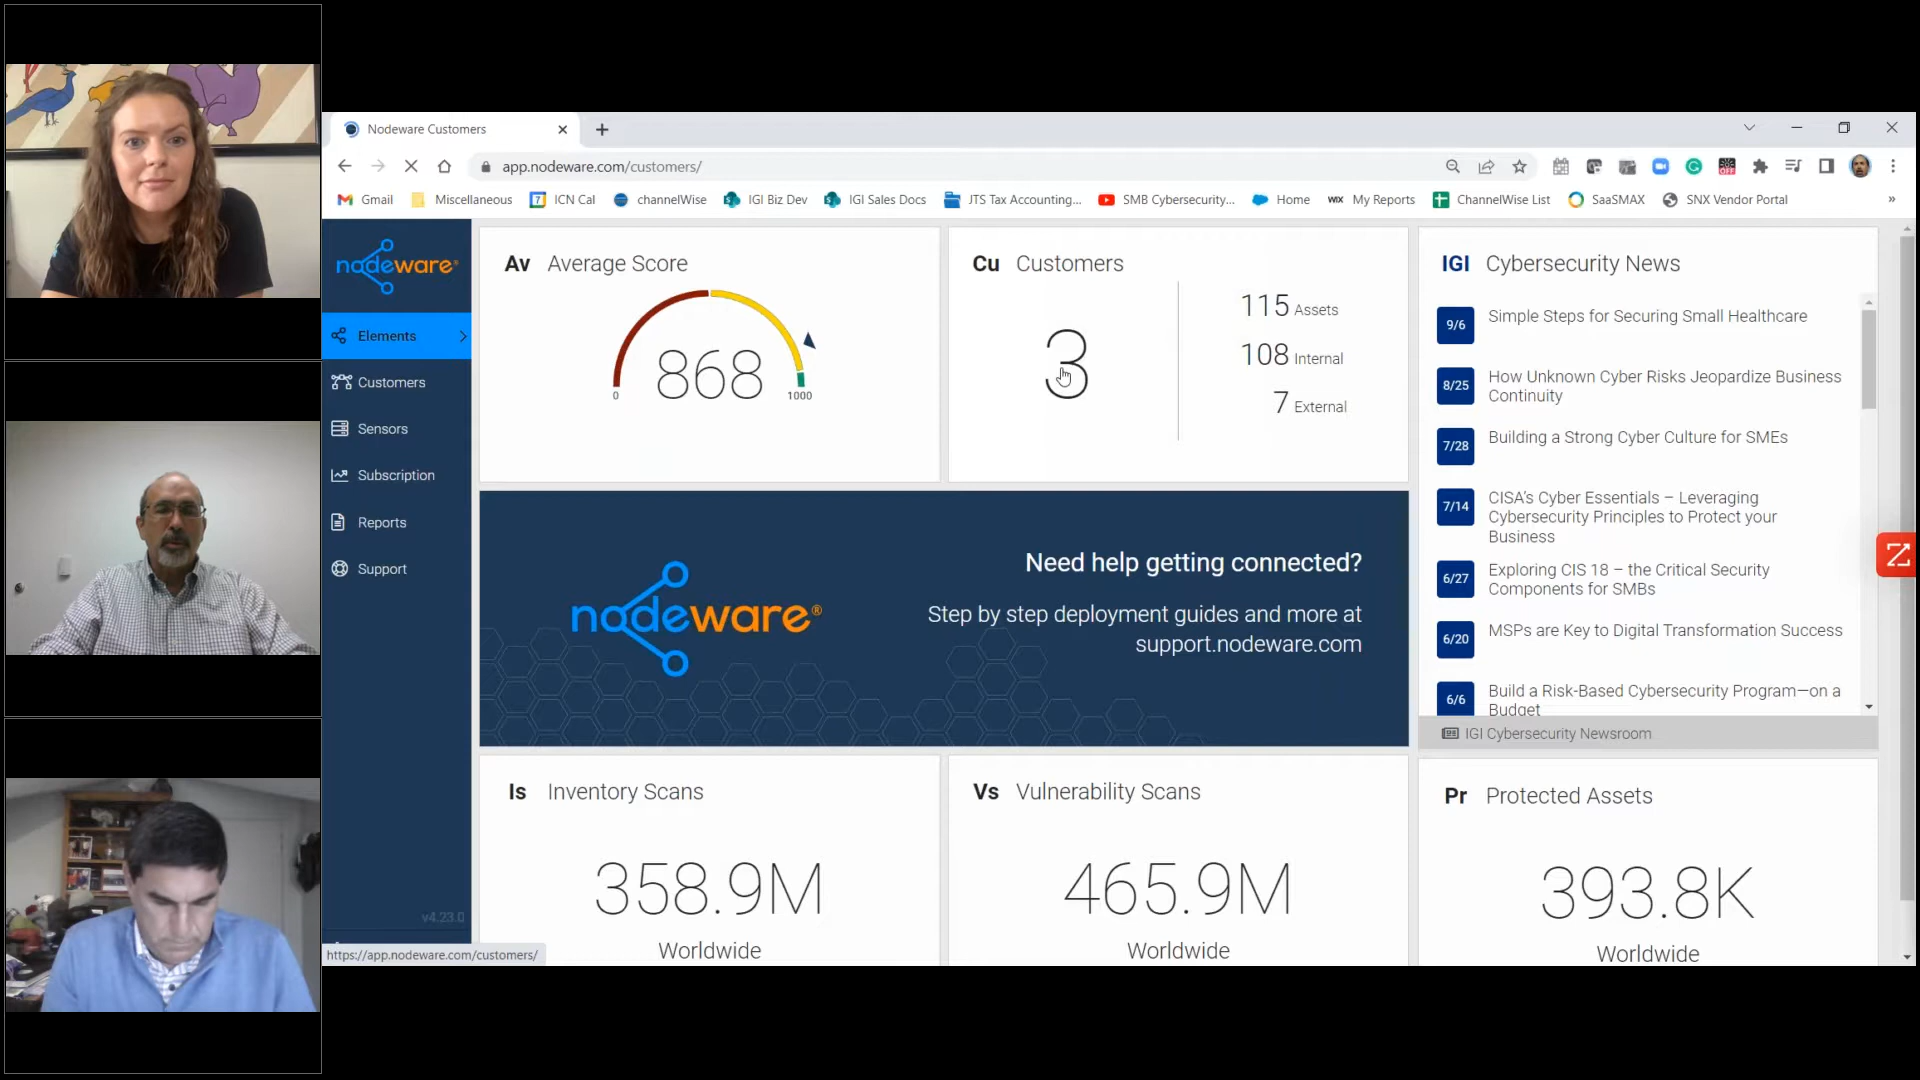 Nodeware Customers
app.nodeware.com/customers/
OFF
Gmail
Miscellaneous
7
ICN Cal
channelWise
IGI Biz Dev
IGI Sales Docs
JTS Tax Accounting...
SMB Cybersecurity...
Home
WIX
My Reports
ChannelWise List
SaaSMAX
SNX Vendor Portal
»
nodeware®
Elements
Customers
Sensors
Subscription
Reports
Support
v4.23.0
https://app.nodeware.com/customers/
Av Average Score
868
0
1000
Cu Customers
3
115 Assets
108 Internal
7 External
nodeware®
Need help getting connected?
Step by step deployment guides and more at
support.nodeware.com
Is Inventory Scans
358.9M
Worldwide
Vs Vulnerability Scans
465.9M
Worldwide
IGI Cybersecurity News
9/6 Simple Steps for Securing Small Healthcare
8/25 How Unknown Cyber Risks Jeopardize Business
Continuity
7/28 Building a Strong Cyber Culture for SMEs
7/14 CISA's Cyber Essentials – Leveraging
Cybersecurity Principles to Protect your
Business
6/27 Exploring CIS 18 – the Critical Security
Components for SMBs
6/20 MSPs are Key to Digital Transformation Success
6/6 Build a Risk-Based Cybersecurity Program—on a
Budget
IGI Cybersecurity Newsroom
Pr Protected Assets
393.8K
Worldwide